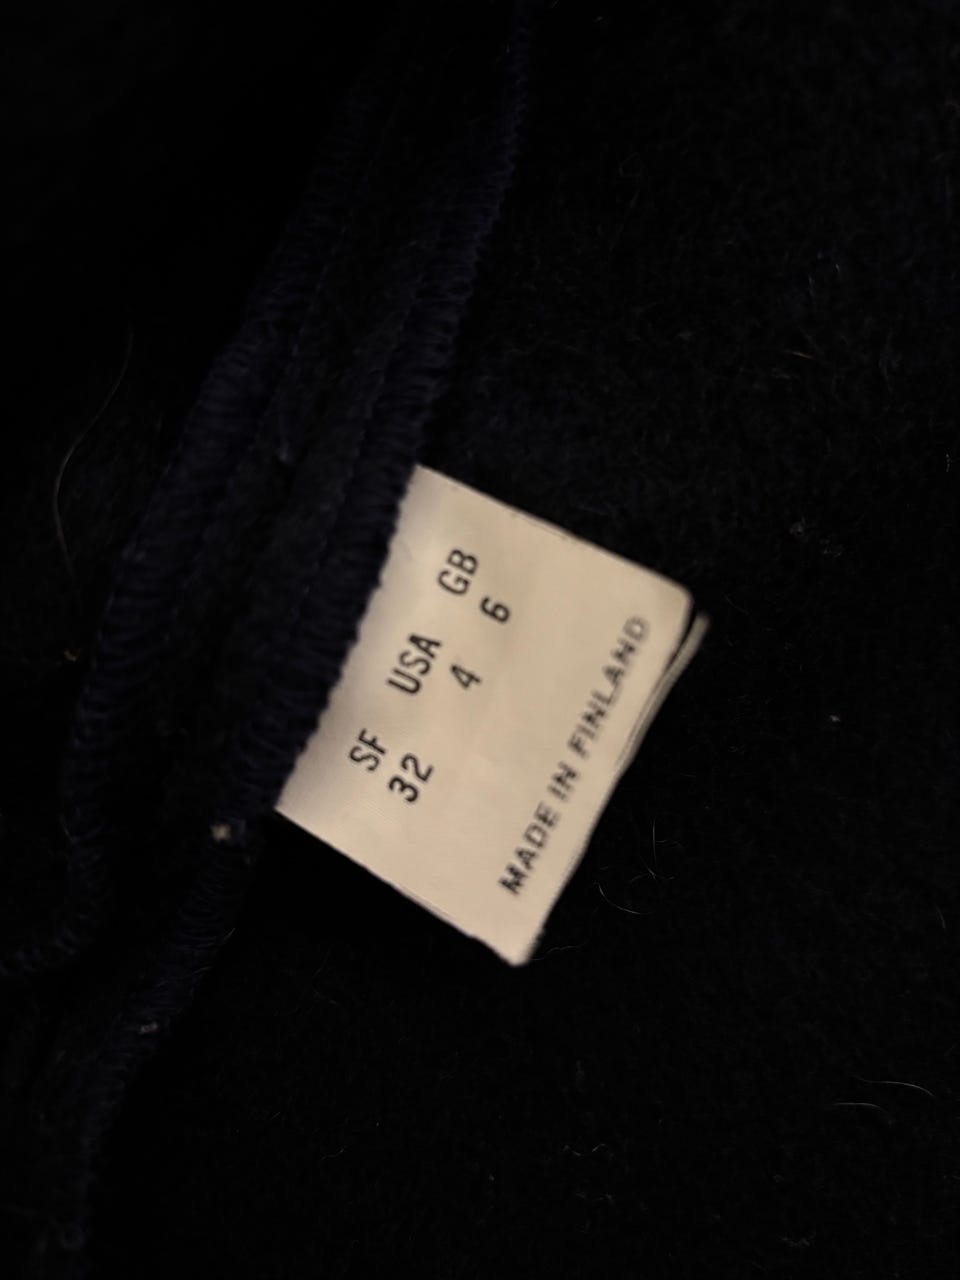 SF USA GB
32 4 6
MADE IN FINLAND